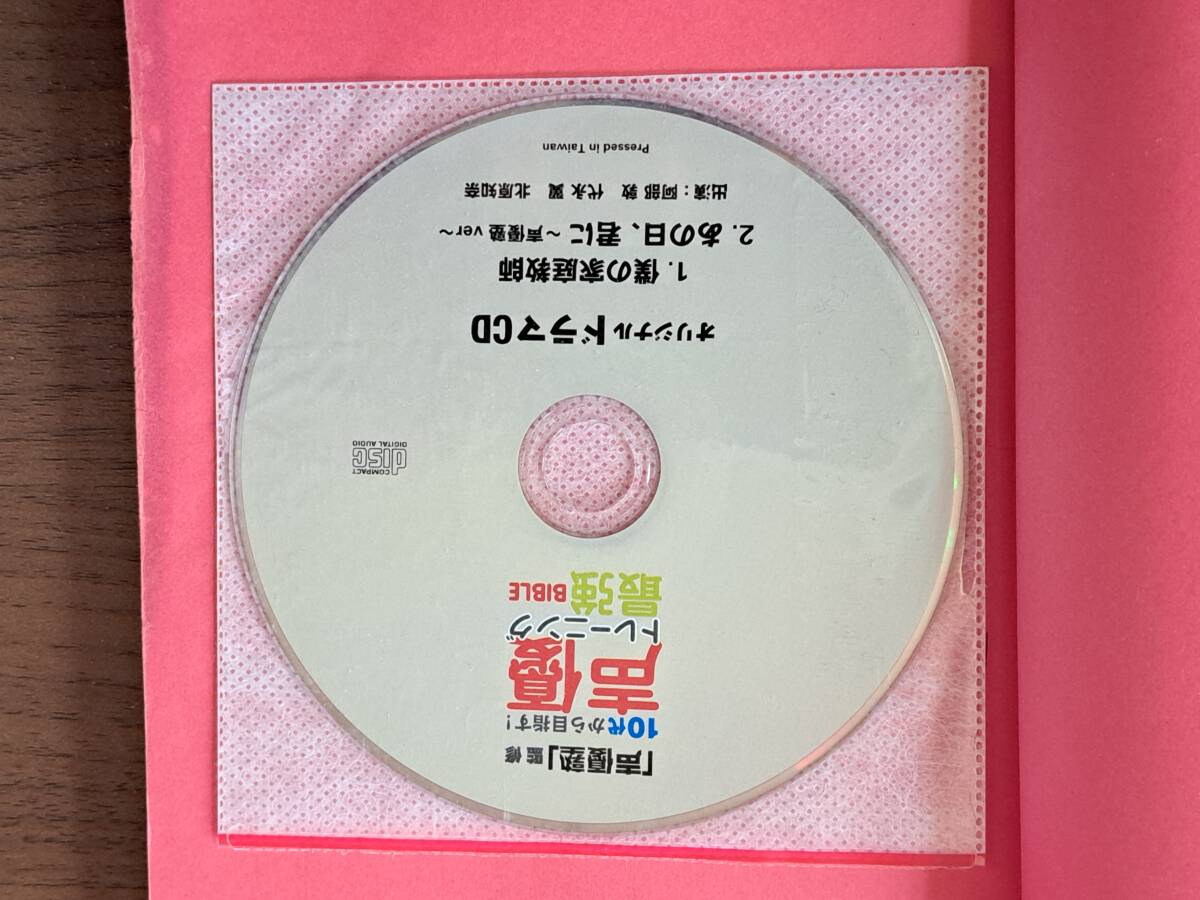 「声優塾」監修
10代から目指す!
声優
トレーニング
最強BIBLE
COMPACT
disc
DIGITAL AUDIO
オリジナルドラマCD
1. 僕の家庭教師
2. あの日、君に ～声優塾 ver～
出演:阿部 敦 代永 翼 北原知奈
Pressed in Taiwan